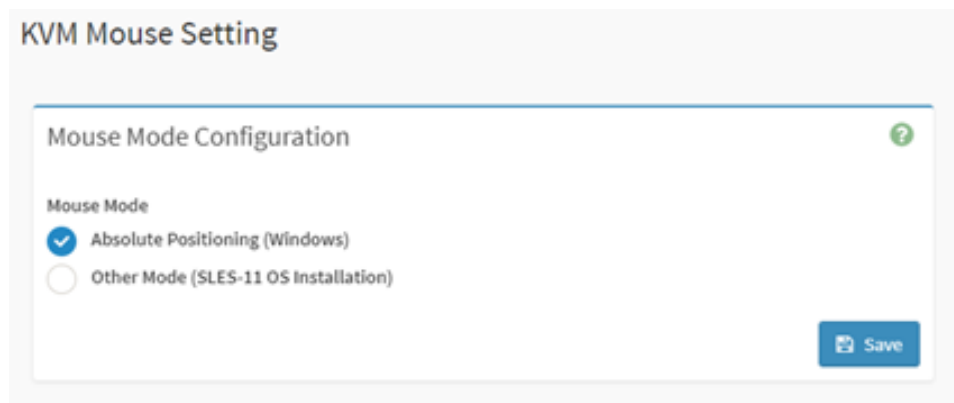 KVM Mouse Setting
Mouse Mode Configuration
Mouse Mode
Absolute Positioning (Windows)
Other Mode (SLES-11 OS Installation)
Save